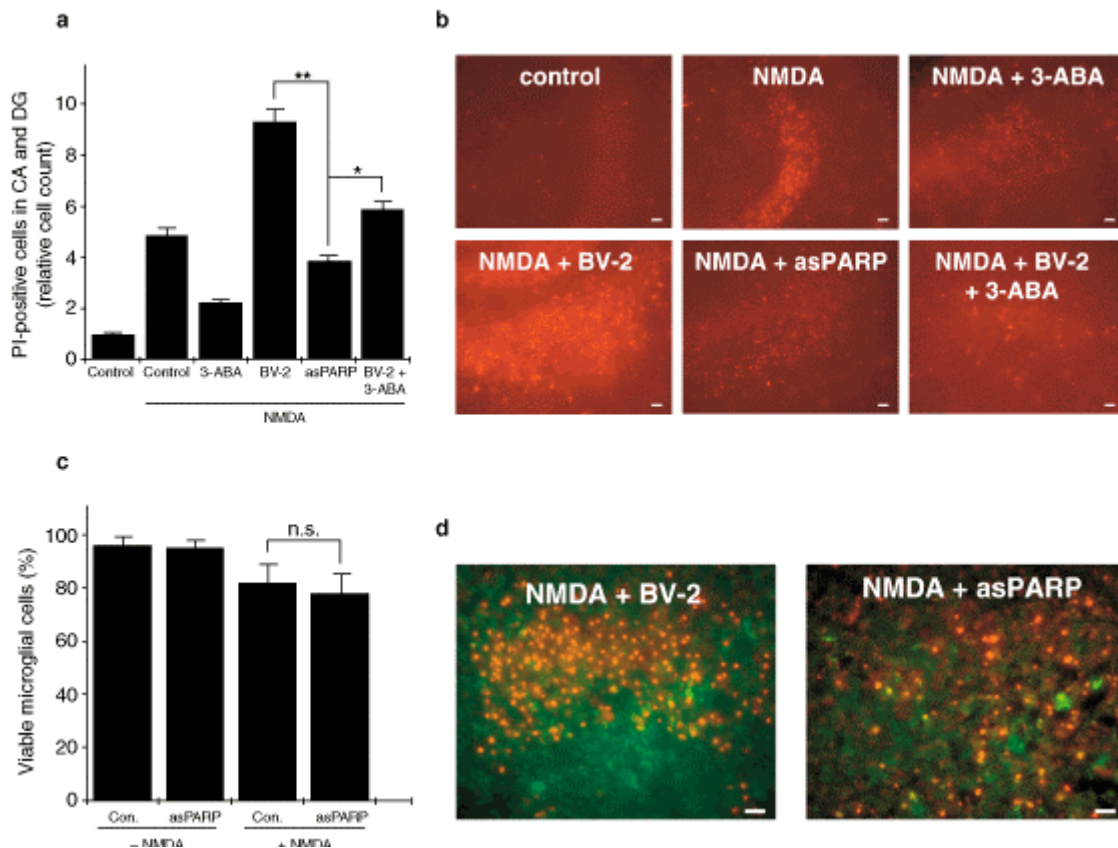 a
PI-positive cells in CA and DG
(relative cell count)
10
8
6
4
2
0
**
*
Control Control 3-ABA BV-2 asPARP BV-2 +
3-ABA
NMDA
b
control
NMDA
NMDA + 3-ABA
NMDA + BV-2
NMDA + asPARP
NMDA + BV-2
+ 3-ABA
c
Viable microglial cells (%)
100
80
60
40
20
0
n.s.
Con. asPARP Con. asPARP
– NMDA + NMDA
d
NMDA + BV-2
NMDA + asPARP